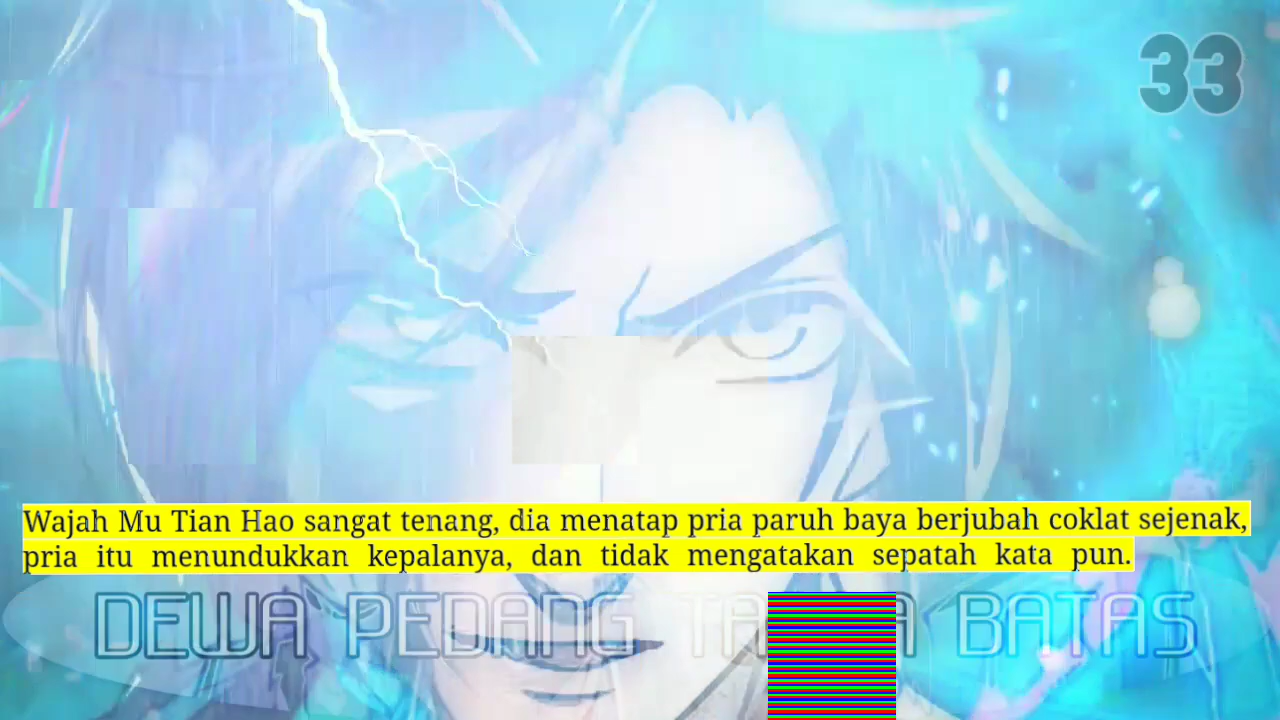 33
Wajah Mu Tian Hao sangat tenang, dia menatap pria paruh baya berjubah coklat sejenak,
pria itu menundukkan kepalanya, dan tidak mengatakan sepatah kata pun.
DEWA PEDANG BATAS